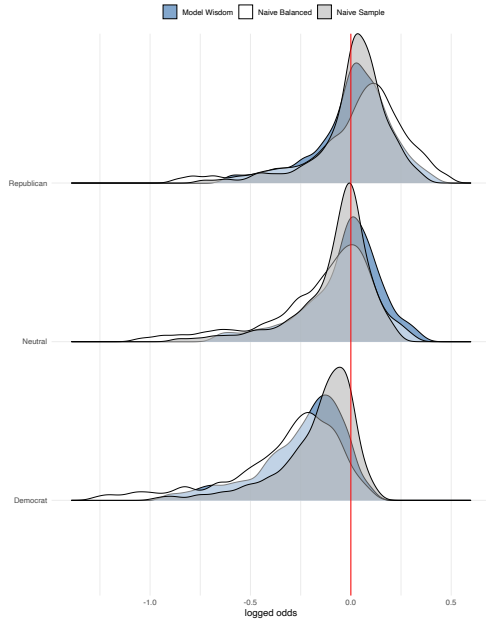 Model Wisdom Naive Balanced Naive Sample
Republican
Neutral
Democrat
-1.0 -0.5 0.0 0.5
logged odds